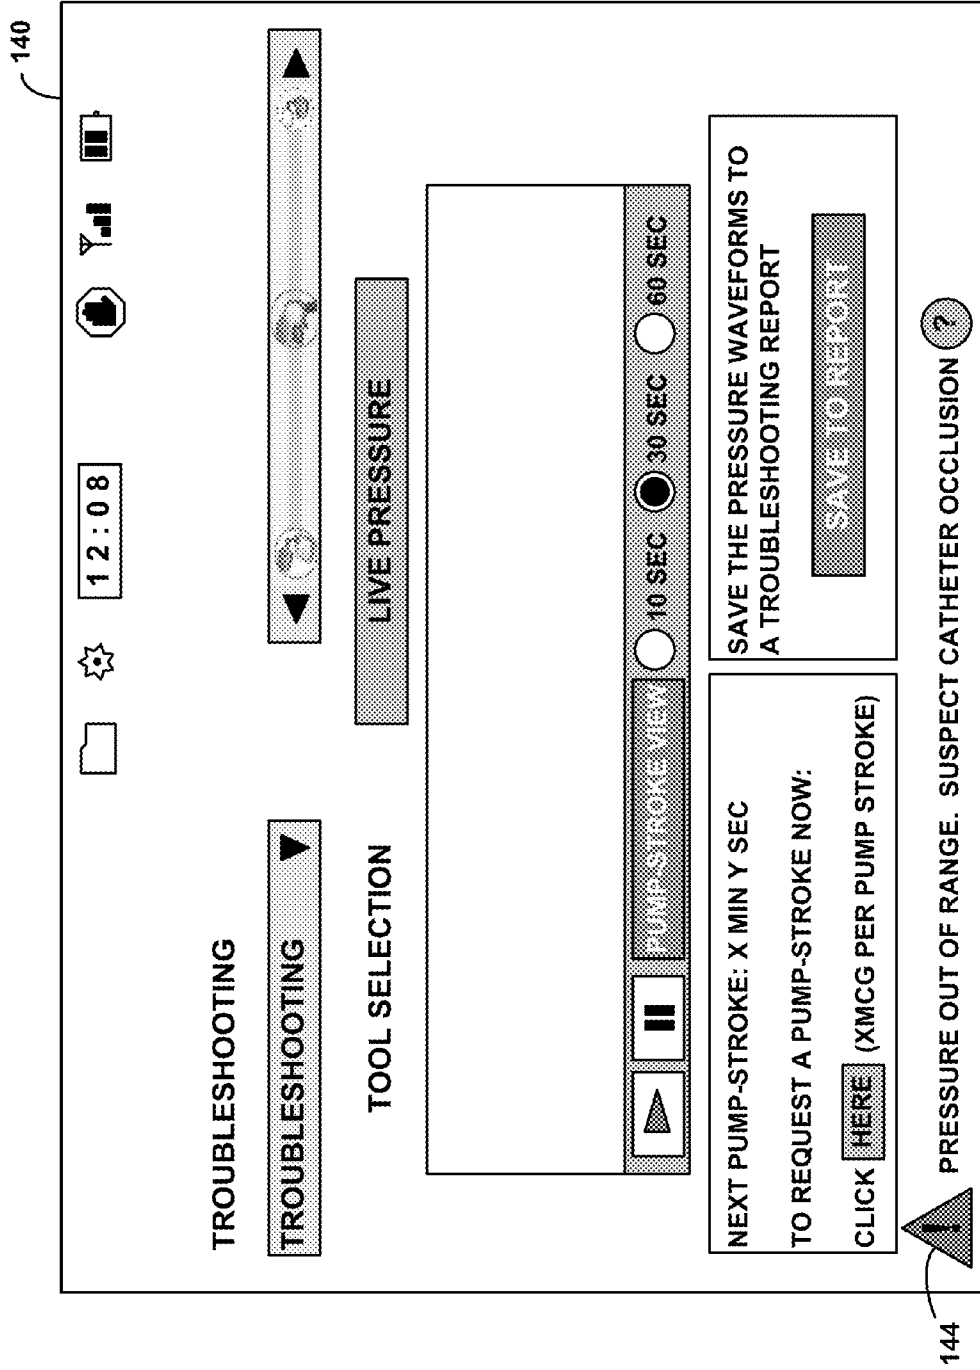 140
12:08
TROUBLESHOOTING
TROUBLESHOOTING
TOOL SELECTION
LIVE PRESSURE
PUMP-STROKE VIEW
10 SEC
30 SEC
60 SEC
NEXT PUMP-STROKE: X MIN Y SEC
TO REQUEST A PUMP-STROKE NOW:
CLICK HERE (XMCG PER PUMP STROKE)
SAVE THE PRESSURE WAVEFORMS TO
A TROUBLESHOOTING REPORT
SAVE TO REPORT
! PRESSURE OUT OF RANGE. SUSPECT CATHETER OCCLUSION ?
144